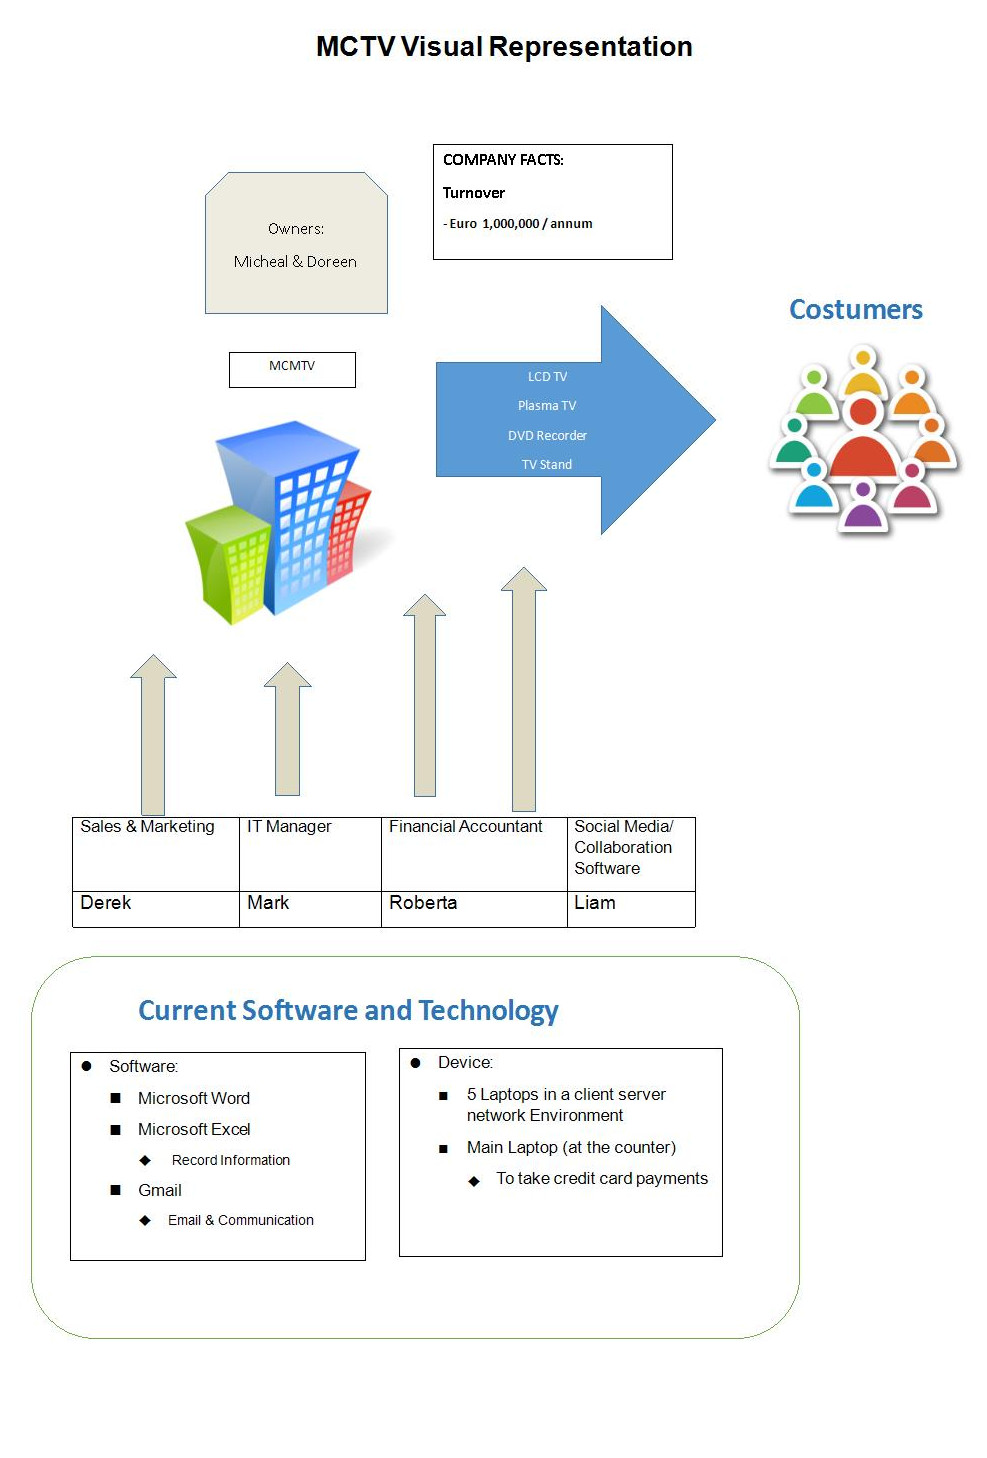 MCTV Visual Representation
COMPANY FACTS:
Turnover
- Euro 1,000,000 / annum
Owners:
Micheal & Doreen
MCMTV
LCD TV
Plasma TV
DVD Recorder
TV Stand
Costumers
Sales & Marketing
IT Manager
Financial Accountant
Social Media/
Collaboration
Software
Derek
Mark
Roberta
Liam
Current Software and Technology
● Software:
■ Microsoft Word
■ Microsoft Excel
◆ Record Information
■ Gmail
◆ Email & Communication
● Device:
■ 5 Laptops in a client server
network Environment
■ Main Laptop (at the counter)
◆ To take credit card payments